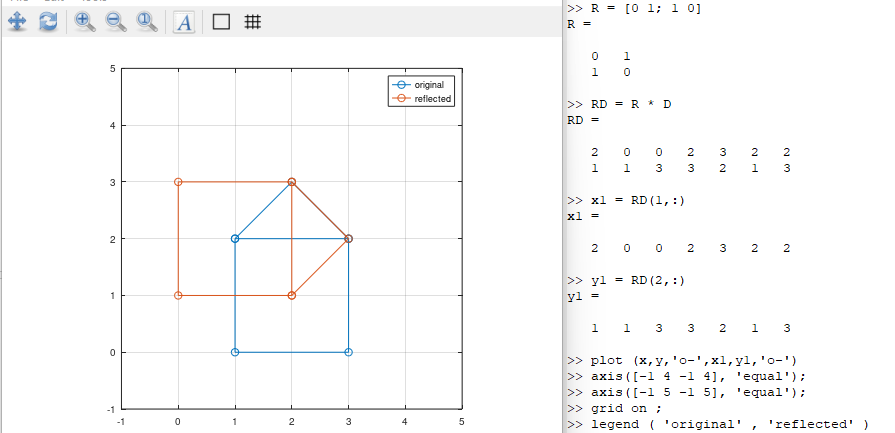 A
5
4
3
2
1
0
-1
-1
0
1
2
3
4
5
original
reflected
>> R = [0 1; 1 0]
R =
0 1
1 0
>> RD = R * D
RD =
2 0 0 2 3 2 2
1 1 3 3 2 1 3
>> x1 = RD(1,:)
x1 =
2 0 0 2 3 2 2
>> y1 = RD(2,:)
y1 =
1 1 3 3 2 1 3
>> plot (x,y,'o-',x1,y1,'o-')
>> axis([-1 4 -1 4], 'equal');
>> axis([-1 5 -1 5], 'equal');
>> grid on ;
>> legend ( 'original' , 'reflected' )